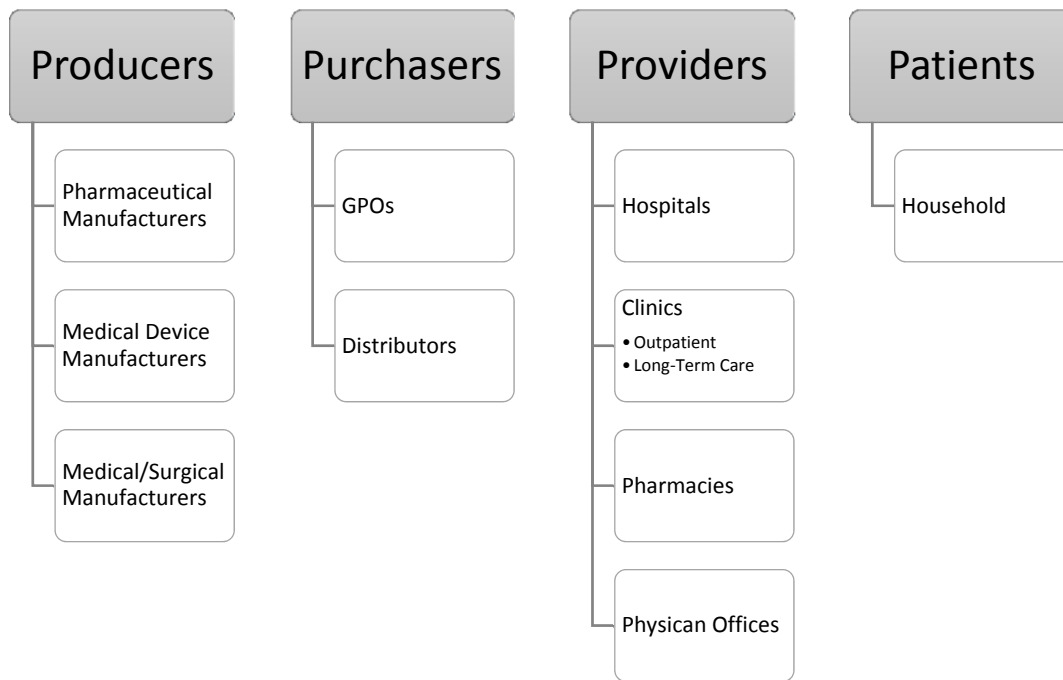 Producers
Pharmaceutical
Manufacturers
Medical Device
Manufacturers
Medical/Surgical
Manufacturers
Purchasers
GPOs
Distributors
Providers
Hospitals
Clinics
• Outpatient
• Long-Term Care
Pharmacies
Physican Offices
Patients
Household